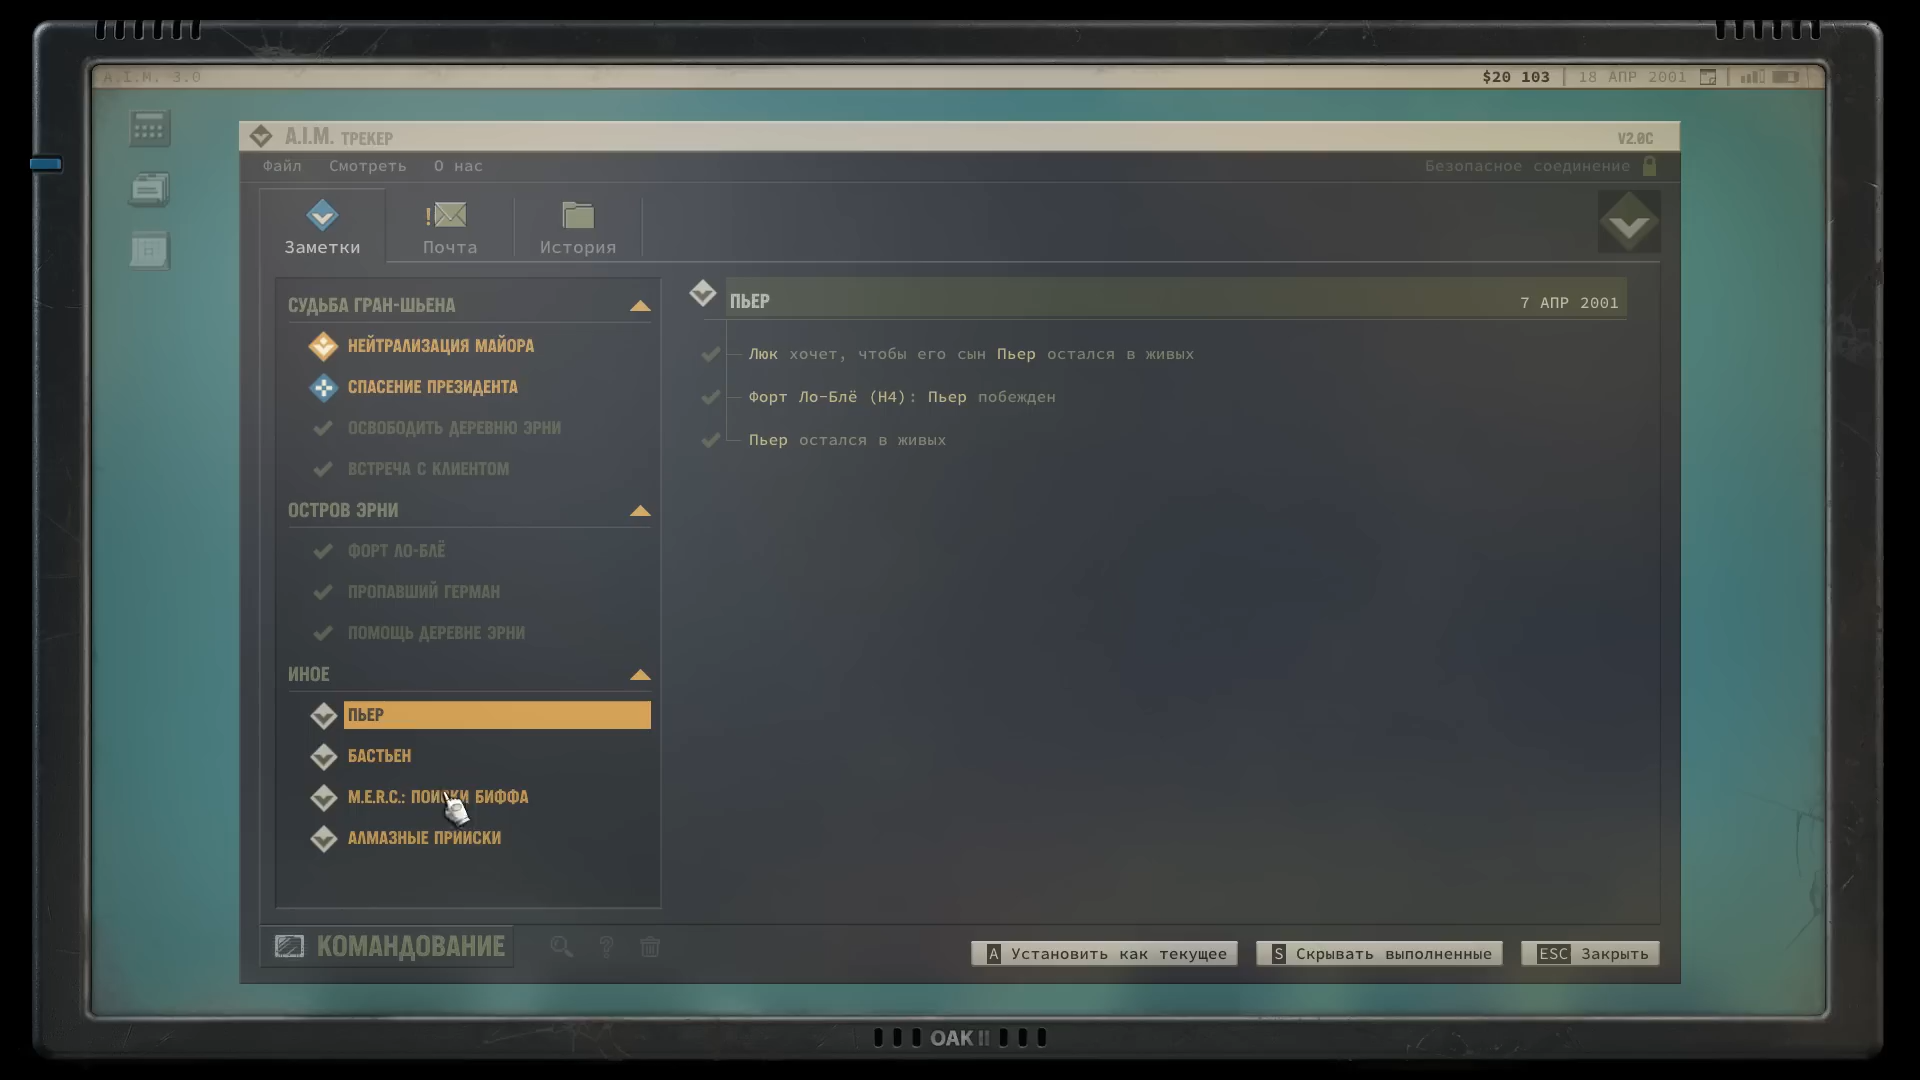 A.I.M. 3.0
$20 103 | 18 АПР 2001
A.I.M. ТРЕКЕР
V2.0C
Файл Смотреть О нас
Безопасное соединение
Заметки
! Почта
История
СУДЬБА ГРАН-ШЬЕНА
НЕЙТРАЛИЗАЦИЯ МАЙОРА
СПАСЕНИЕ ПРЕЗИДЕНТА
ОСВОБОДИТЬ ДЕРЕВНЮ ЭРНИ
ВСТРЕЧА С КЛИЕНТОМ
ОСТРОВ ЭРНИ
ФОРТ ЛО-БЛЁ
ПРОПАВШИЙ ГЕРМАН
ПОМОЩЬ ДЕРЕВНЕ ЭРНИ
ИНОЕ
ПЬЕР
БАСТЬЕН
M.E.R.C.: ПОИСКИ БИФФА
АЛМАЗНЫЕ ПРИИСКИ
ПЬЕР
7 АПР 2001
Люк хочет, чтобы его сын Пьер остался в живых
Форт Ло-Блё (H4): Пьер побежден
Пьер остался в живых
КОМАНДОВАНИЕ
?
A Установить как текущее
S Скрывать выполненные
ESC Закрыть
OAK II